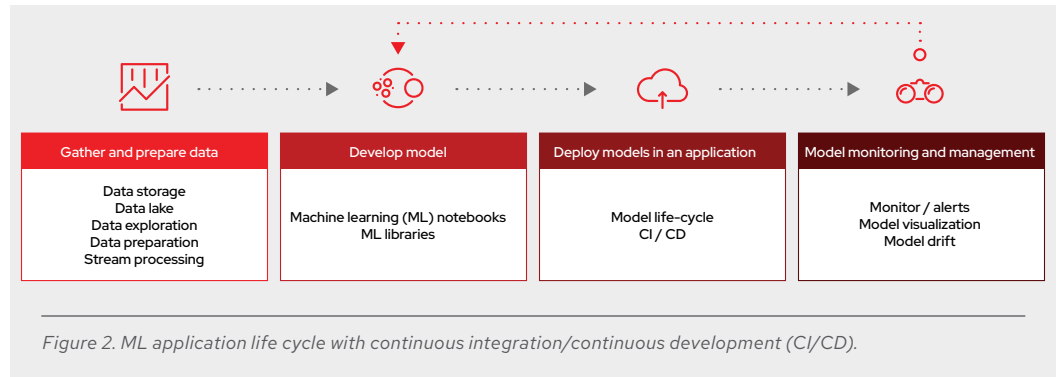 Gather and prepare data
Data storage
Data lake
Data exploration
Data preparation
Stream processing
Develop model
Machine learning (ML) notebooks
ML libraries
Deploy models in an application
Model life-cycle
CI / CD
Model monitoring and management
Monitor / alerts
Model visualization
Model drift
Figure 2. ML application life cycle with continuous integration/continuous development (CI/CD).